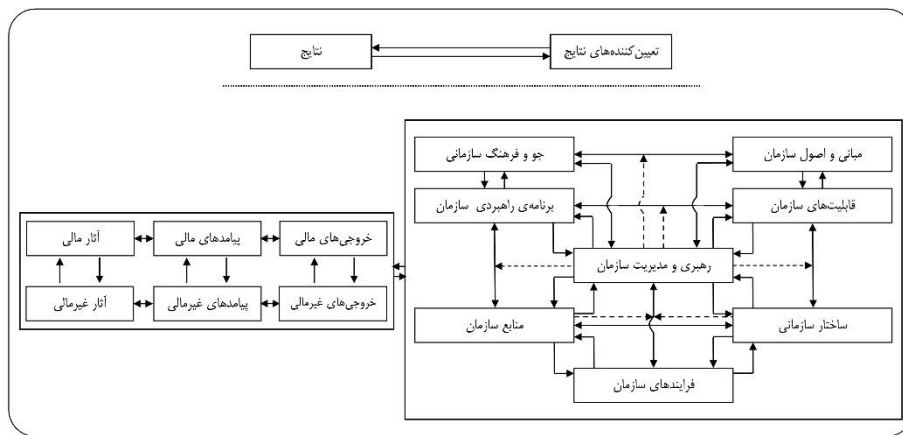 تعیین‌کننده‌های نتایج
نتایج
مبانی و اصول سازمان
جو و فرهنگ سازمانی
قابلیت‌های سازمان
برنامه‌ی راهبردی سازمان
رهبری و مدیریت سازمان
ساختار سازمانی
منابع سازمان
فرایندهای سازمان
خروجی‌های مالی
پیامدهای مالی
آثار مالی
خروجی‌های غیرمالی
پیامدهای غیرمالی
آثار غیرمالی